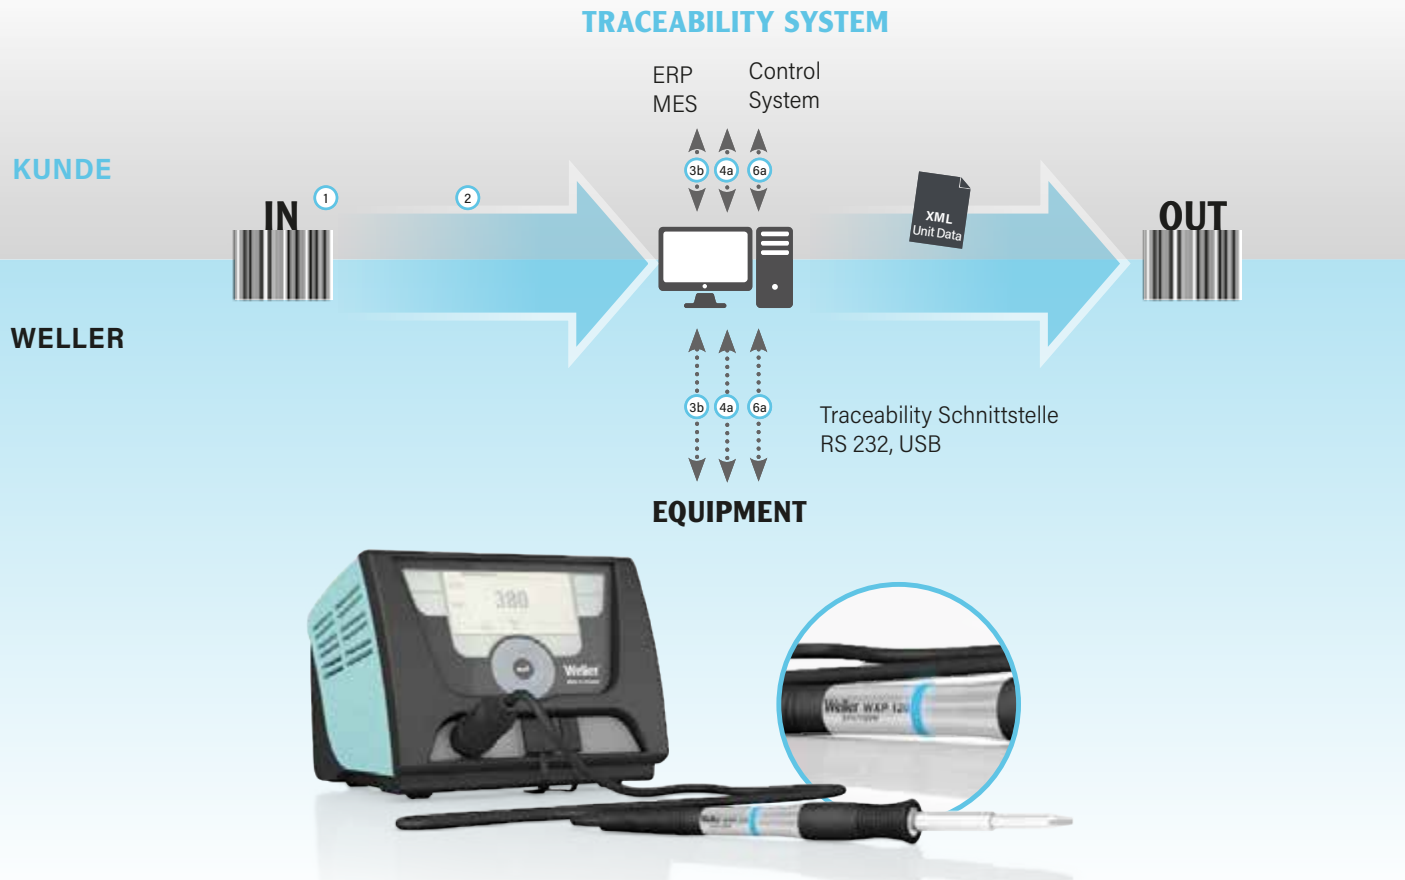 TRACEABILITY SYSTEM
ERP
MES
Control
System
KUNDE
3b 4a 6a
IN
1
2
XML
Unit Data
OUT
WELLER
3b 4a 6a
Traceability Schnittstelle
RS 232, USB
EQUIPMENT
380
Weller
Weller WXP 120